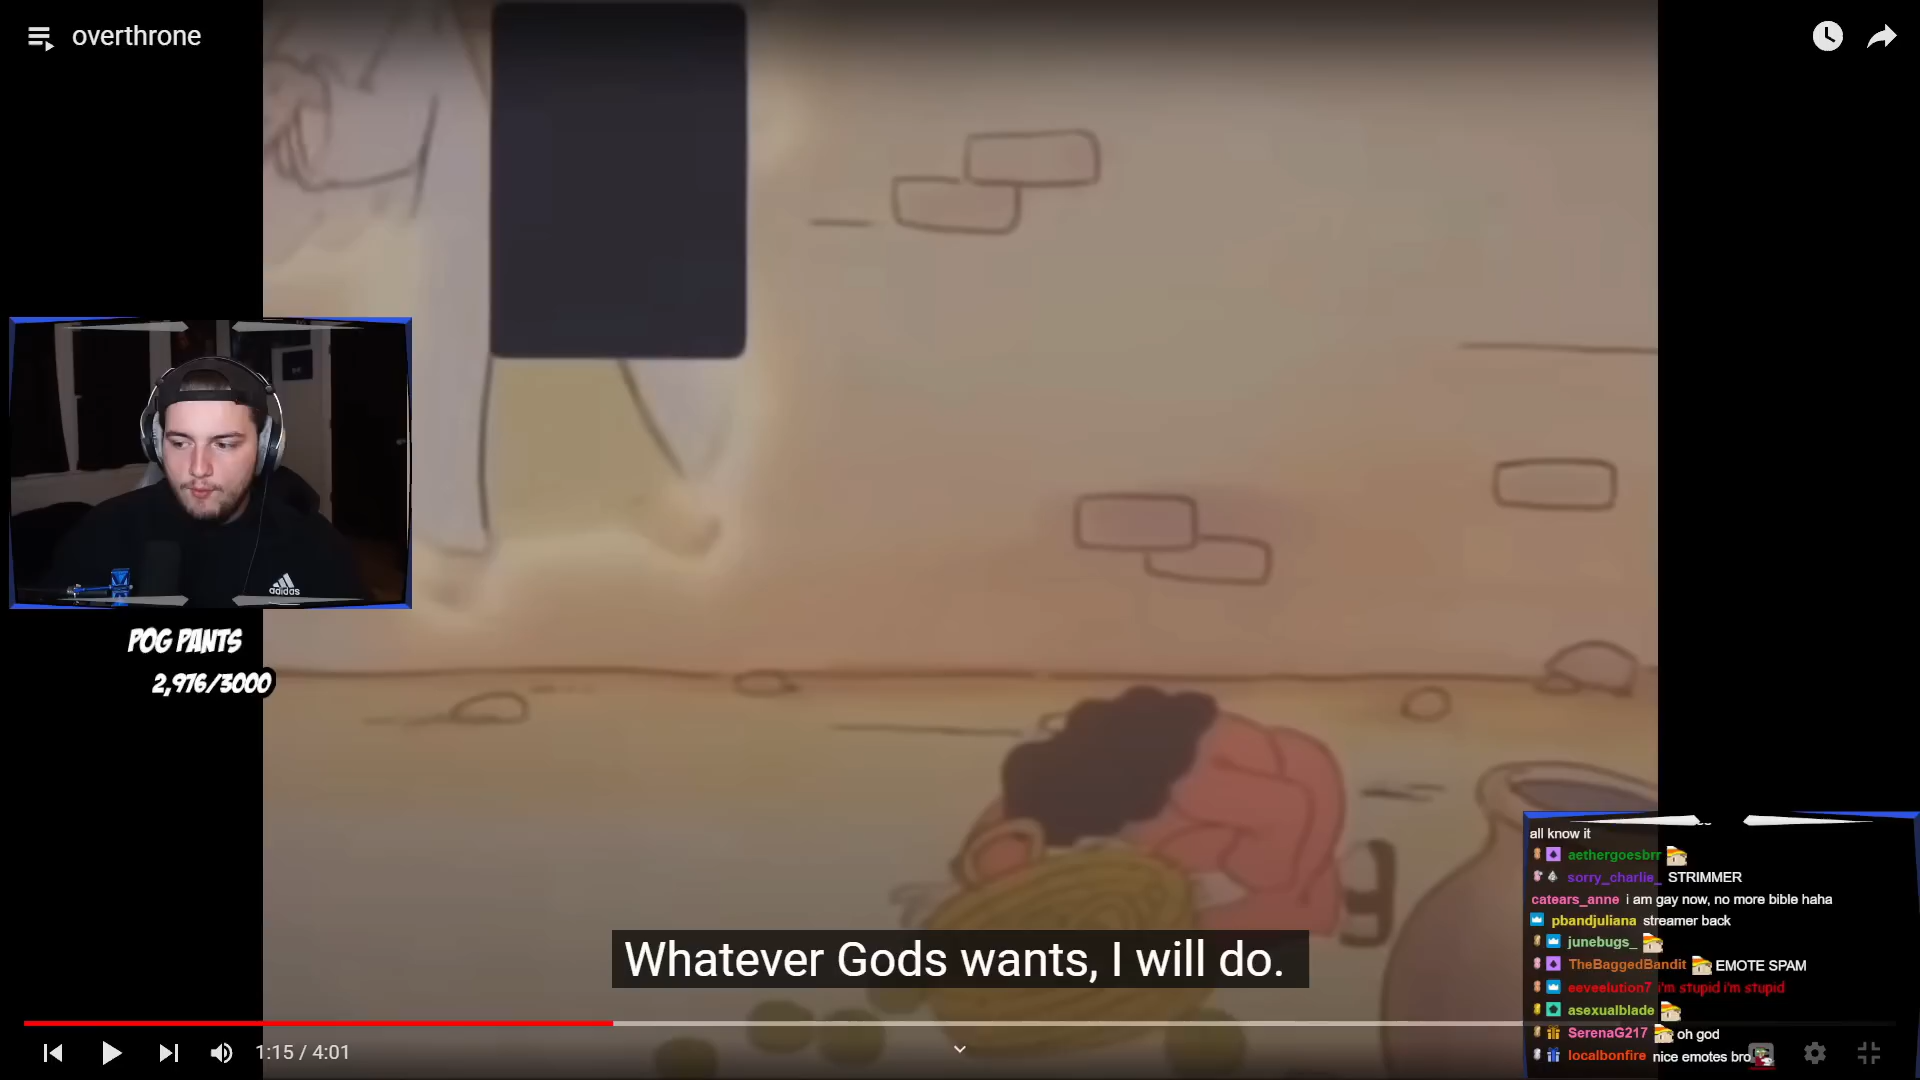 overthrone
adidas
POG PANTS
2,976/3000
Whatever Gods wants, I will do.
1:15 / 4:01
all know it
aethergoesbrr
sorry_charlie_ STRIMMER
catears_anne i am gay now, no more bible haha
pbandjuliana streamer back
junebugs_
TheBaggedBandit EMOTE SPAM
eeveelution7 i'm stupid i'm stupid
asexualblade
SerenaG217 oh god
localbonfire nice emotes bro